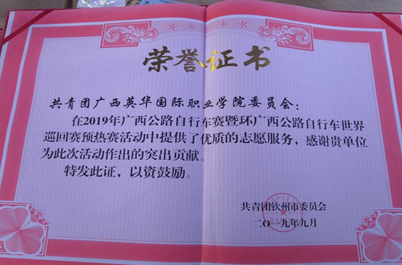 荣誉证书
共青团广西英华国际职业学院委员会：
在2019年广西公路自行车赛暨环广西公路自行车世界
巡回赛预热赛活动中提供了优质的志愿服务，感谢贵单位
为此次活动作出的突出贡献。
特发此证，以资鼓励。
共青团钦州市委员会
二〇一九年九月